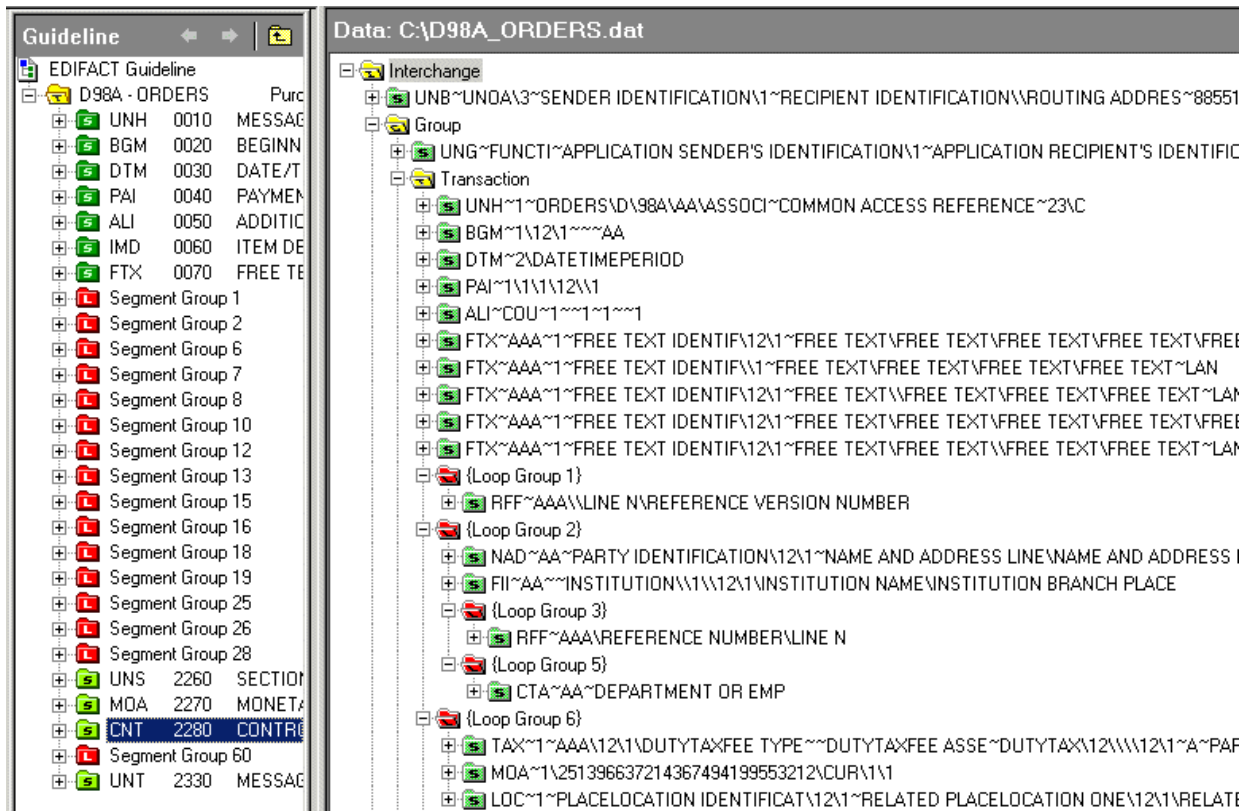 Guideline
EDIFACT Guideline
D98A - ORDERS Purc
UNH 0010 MESSAG
BGM 0020 BEGINN
DTM 0030 DATE/T
PAI 0040 PAYMEN
ALI 0050 ADDITIC
IMD 0060 ITEM DE
FTX 0070 FREE TE
Segment Group 1
Segment Group 2
Segment Group 6
Segment Group 7
Segment Group 8
Segment Group 10
Segment Group 12
Segment Group 13
Segment Group 15
Segment Group 16
Segment Group 18
Segment Group 19
Segment Group 25
Segment Group 26
Segment Group 28
UNS 2260 SECTION
MOA 2270 MONETA
CNT 2280 CONTRO
Segment Group 60
UNT 2330 MESSAG
Data: C:\D98A_ORDERS.dat
Interchange
UNB~UNOA\3~SENDER IDENTIFICATION\1~RECIPIENT IDENTIFICATION\\ROUTING ADDRES~88551
Group
UNG~FUNCTI~APPLICATION SENDER'S IDENTIFICATION\1~APPLICATION RECIPIENT'S IDENTIFIC
Transaction
UNH~1~ORDERS\D\98A\AA\ASSOCI~COMMON ACCESS REFERENCE~23\C
BGM~1\12\1~~~AA
DTM~2\DATETIMEPERIOD
PAI~1\1\1\12\\1
ALI~COU~1~~1~1~~1
FTX~AAA~1~FREE TEXT IDENTIF\12\1~FREE TEXT\FREE TEXT\FREE TEXT\FREE TEXT\FREE
FTX~AAA~1~FREE TEXT IDENTIF\\1~FREE TEXT\FREE TEXT\FREE TEXT\FREE TEXT~LAN
FTX~AAA~1~FREE TEXT IDENTIF\12\1~FREE TEXT\\FREE TEXT\FREE TEXT\FREE TEXT~LAN
FTX~AAA~1~FREE TEXT IDENTIF\12\1~FREE TEXT\FREE TEXT\FREE TEXT\FREE TEXT\FREE
FTX~AAA~1~FREE TEXT IDENTIF\12\1~FREE TEXT\FREE TEXT\\FREE TEXT\FREE TEXT~LAN
{Loop Group 1}
RFF~AAA\\LINE N\REFERENCE VERSION NUMBER
{Loop Group 2}
NAD~AA~PARTY IDENTIFICATION\12\1~NAME AND ADDRESS LINE\NAME AND ADDRESS
FII~AA~~INSTITUTION\\1\\12\1\INSTITUTION NAME\INSTITUTION BRANCH PLACE
{Loop Group 3}
RFF~AAA\REFERENCE NUMBER\LINE N
{Loop Group 5}
CTA~AA~DEPARTMENT OR EMP
{Loop Group 6}
TAX~1~AAA\12\1\DUTYTAXFEE TYPE~~DUTYTAXFEE ASSE~DUTYTAX\12\\\\12\1~A~PAR
MOA~1\251396637214367494199553212\CUR\1\1
LOC~1~PLACELOCATION IDENTIFICAT\12\1~RELATED PLACELOCATION ONE\12\1\RELATE